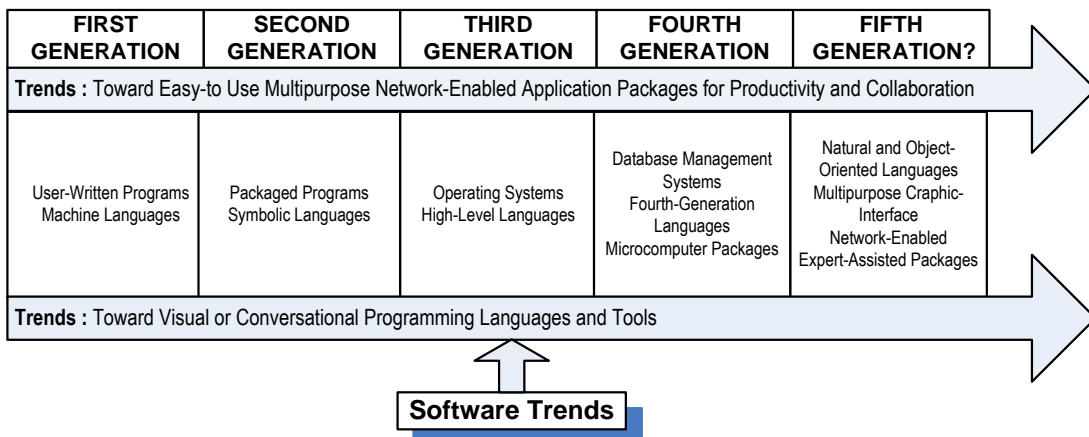 FIRST
GENERATION
SECOND
GENERATION
THIRD
GENERATION
FOURTH
GENERATION
FIFTH
GENERATION?
Trends : Toward Easy-to Use Multipurpose Network-Enabled Application Packages for Productivity and Collaboration
User-Written Programs
Machine Languages
Packaged Programs
Symbolic Languages
Operating Systems
High-Level Languages
Database Management
Systems
Fourth-Generation
Languages
Microcomputer Packages
Natural and Object-
Oriented Languages
Multipurpose Craphic-
Interface
Network-Enabled
Expert-Assisted Packages
Trends : Toward Visual or Conversational Programming Languages and Tools
Software Trends